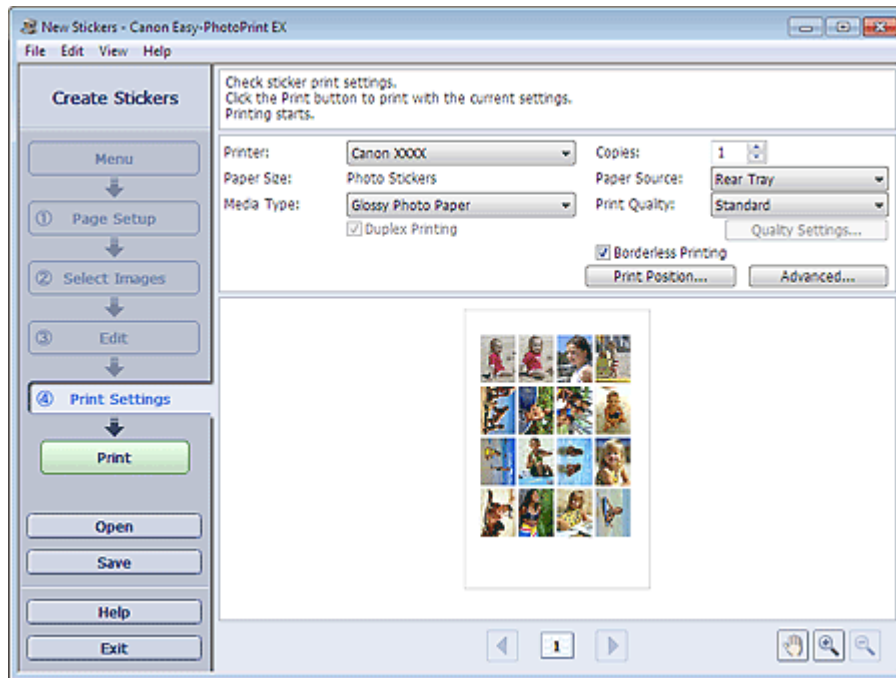 New Stickers - Canon Easy-PhotoPrint EX
File Edit View Help
Create Stickers
Check sticker print settings.
Click the Print button to print with the current settings.
Printing starts.
Menu
① Page Setup
② Select Images
③ Edit
④ Print Settings
Print
Open
Save
Help
Exit
Printer: Canon XXXX Copies: 1
Paper Size: Photo Stickers Paper Source: Rear Tray
Media Type: Glossy Photo Paper Print Quality: Standard
Duplex Printing Quality Settings...
Borderless Printing
Print Position... Advanced...
1